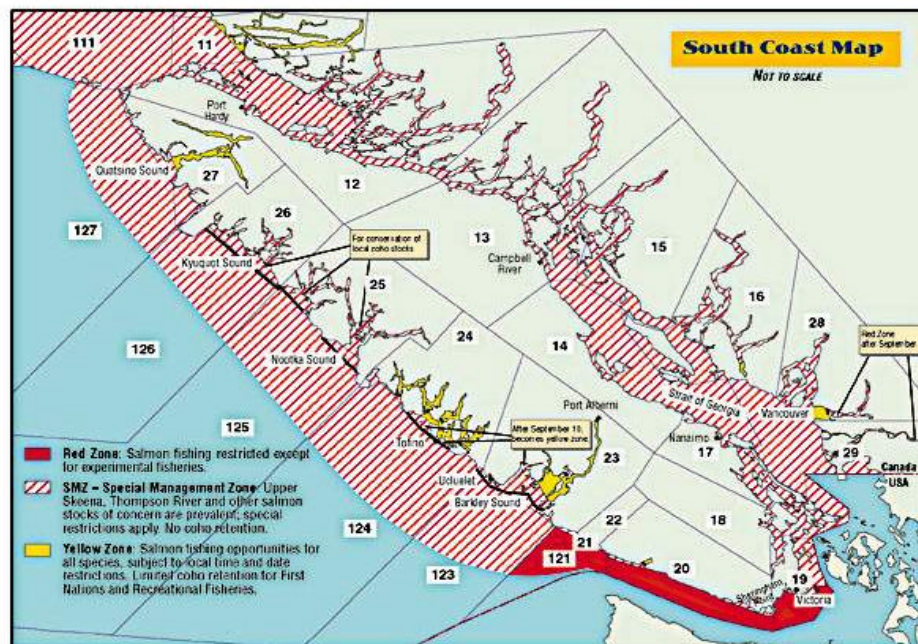 South Coast Map
NOT TO SCALE
111
11
Port
Hardy
Quatsino Sound
27
12
127
26
For conservation of
local coho stocks
13
15
Campbell
River
Kyuquot Sound
16
25
28
Red Zone
after September
24
126
14
Nootka Sound
Strait of Georgia
Vancouver
Port Alberni
125
After September 10,
becomes yellow zone
Tofino
Nanaimo
17
29
Canada
USA
23
Ucluelet
Barkley Sound
124
22
18
21
121
123
20
19
Victoria
Red Zone: Salmon fishing restricted except
for experimental fisheries.
SMZ – Special Management Zone: Upper
Skeena, Thompson River and other salmon
stocks of concern are prevalent; special
restrictions apply. No coho retention.
Yellow Zone: Salmon fishing opportunities for
all species, subject to local time and date
restrictions. Limited coho retention for First
Nations and Recreational Fisheries.